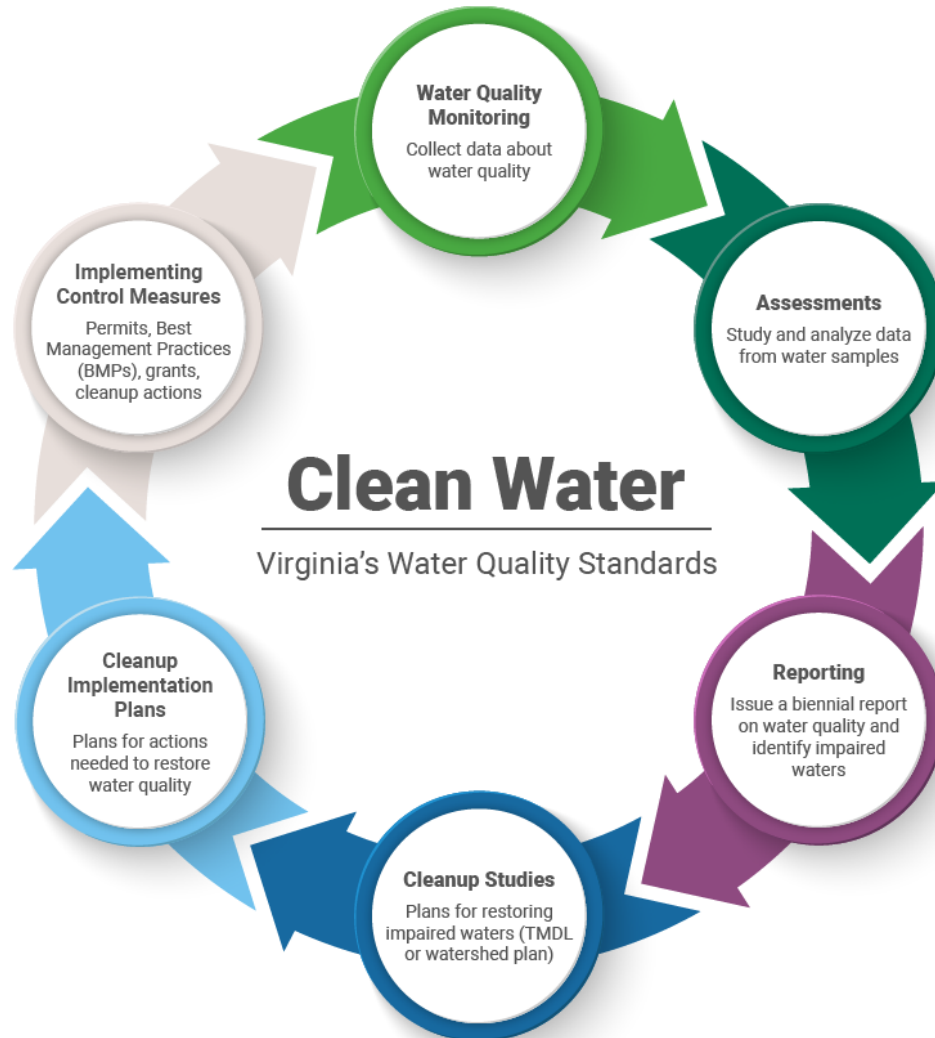 Water Quality
Monitoring
Collect data about
water quality
Assessments
Study and analyze data
from water samples
Reporting
Issue a biennial report
on water quality and
identify impaired
waters
Cleanup Studies
Plans for restoring
impaired waters (TMDL
or watershed plan)
Cleanup
Implementation
Plans
Plans for actions
needed to restore
water quality
Implementing
Control Measures
Permits, Best
Management Practices
(BMPs), grants,
cleanup actions
Clean Water
Virginia’s Water Quality Standards